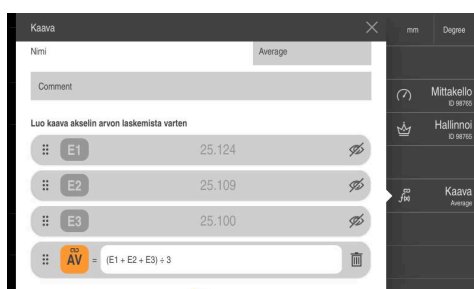 Kaava
Nimi
Average
Comment
Luo kaava akselin arvon laskemista varten
E1 25.124
E2 25.109
E3 25.100
AV = (E1 + E2 + E3) ÷ 3
mm Degree
Mittakello
ID 98765
Hallinnoi
ID 98765
f(x) Kaava
Average